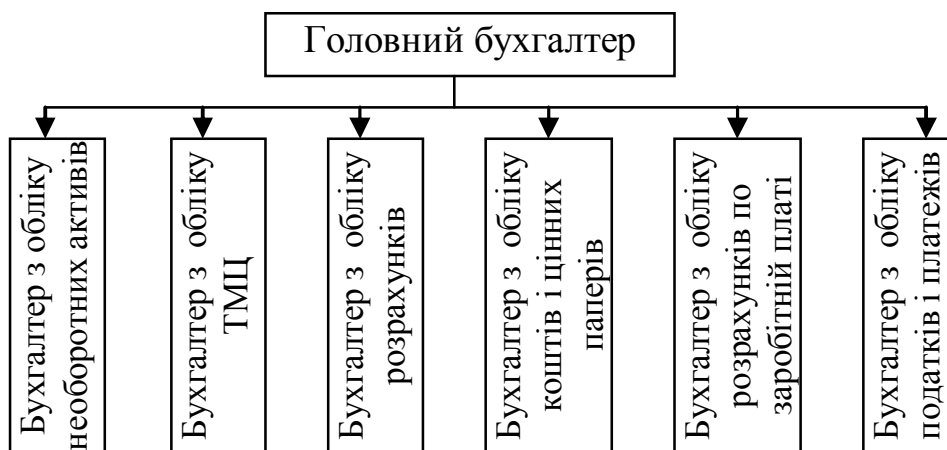 Головний бухгалтер
Бухгалтер з обліку
необоротних активів
Бухгалтер з обліку
ТМЦ
Бухгалтер з обліку
розрахунків
Бухгалтер з обліку
коштів і цінних
паперів
Бухгалтер з обліку
розрахунків по
заробітній платі
Бухгалтер з обліку
податків і платежів